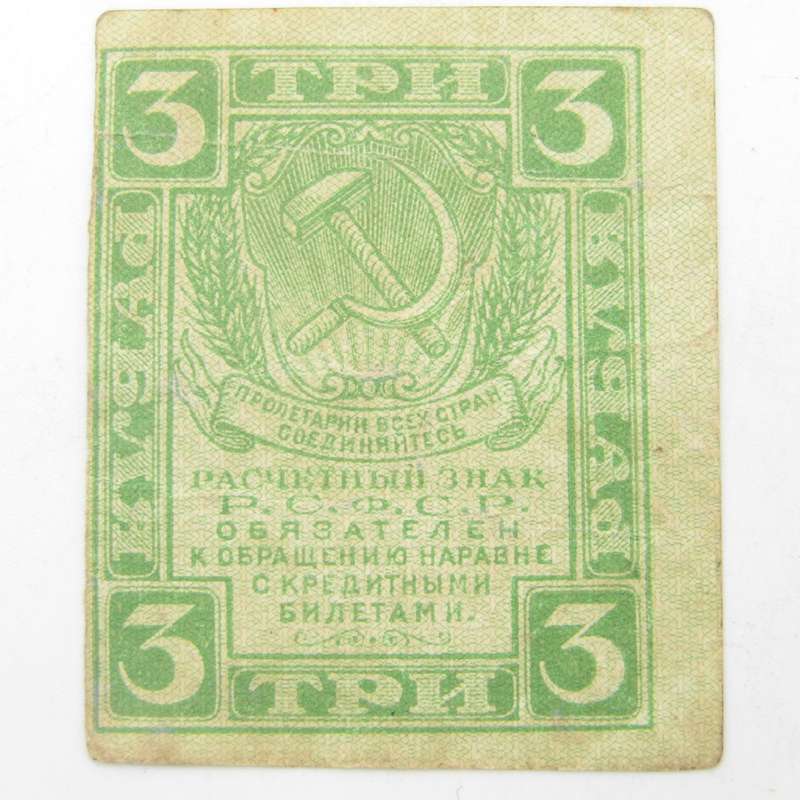 3 ТРИ 3
РУБЛЯ
РУБЛЯ
ПРОЛЕТАРИИ ВСЕХ СТРАН
СОЕДИНЯЙТЕСЬ
РАСЧЕТНЫЙ ЗНАК
Р. С. Ф. С. Р.
ОБЯЗАТЕЛЕН
К ОБРАЩЕНИЮ НАРАВНЕ
С КРЕДИТНЫМИ
БИЛЕТАМИ.
3 ТРИ 3